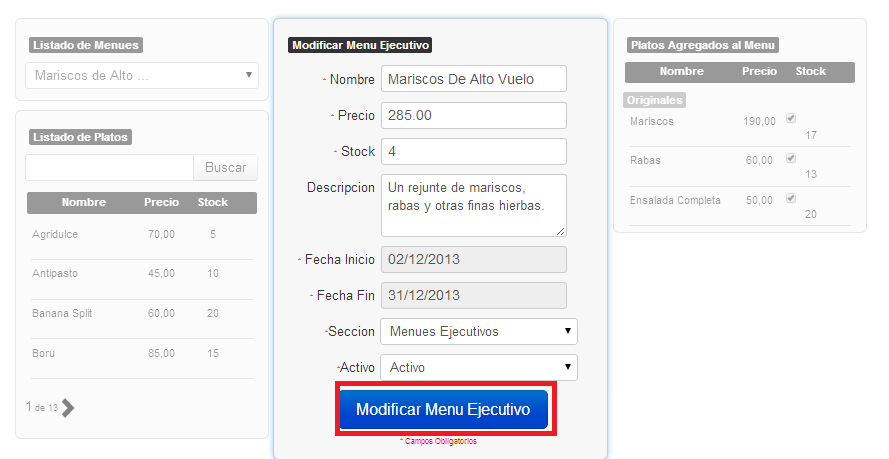 Listado de Menues
Mariscos de Alto ...
Listado de Platos
Buscar
Nombre Precio Stock
Agridulce 70,00 5
Antipasto 45,00 10
Banana Split 60,00 20
Boru 85,00 15
1 de 13
Modificar Menu Ejecutivo
- Nombre Mariscos De Alto Vuelo
- Precio 285.00
- Stock 4
Descripcion Un rejunte de mariscos,
rabas y otras finas hierbas.
- Fecha Inicio 02/12/2013
- Fecha Fin 31/12/2013
-Seccion Menues Ejecutivos
-Activo Activo
Modificar Menu Ejecutivo
* Campos Obligatorios
Platos Agregados al Menu
Nombre Precio Stock
Originales
Mariscos 190,00
17
Rabas 60,00
13
Ensalada Completa 50,00
20